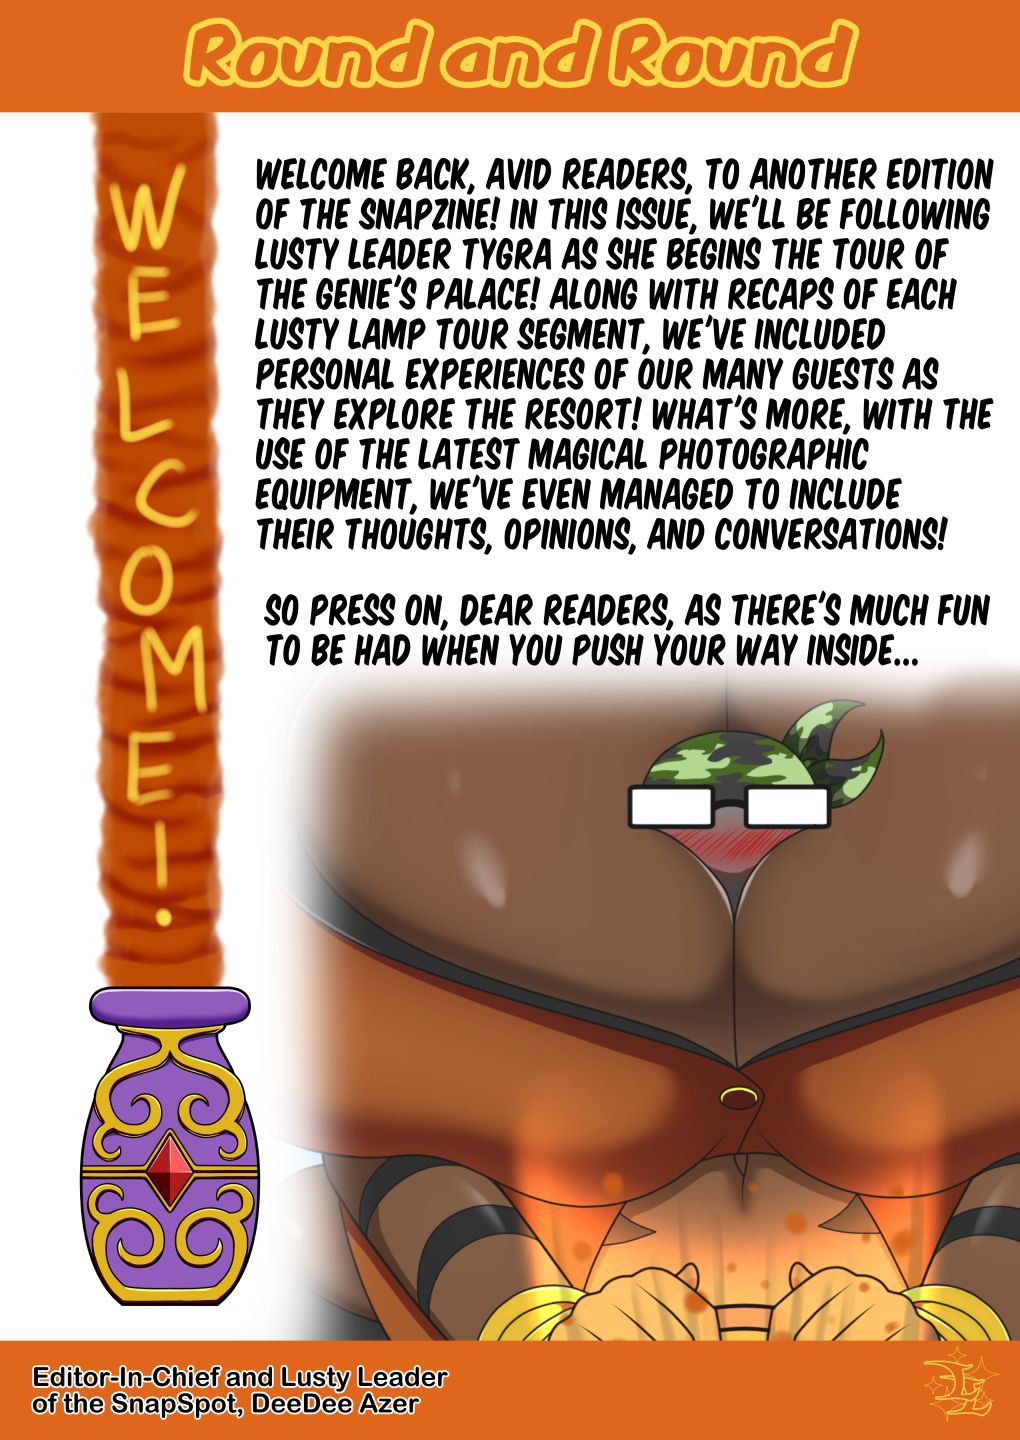 Round and Round
WELCOME!
WELCOME BACK, AVID READERS, TO ANOTHER EDITION
OF THE SNAPZINE! IN THIS ISSUE, WE'LL BE FOLLOWING
LUSTY LEADER TYGRA AS SHE BEGINS THE TOUR OF
THE GENIE'S PALACE! ALONG WITH RECAPS OF EACH
LUSTY LAMP TOUR SEGMENT, WE'VE INCLUDED
PERSONAL EXPERIENCES OF OUR MANY GUESTS AS
THEY EXPLORE THE RESORT! WHAT'S MORE, WITH THE
USE OF THE LATEST MAGICAL PHOTOGRAPHIC
EQUIPMENT, WE'VE EVEN MANAGED TO INCLUDE
THEIR THOUGHTS, OPINIONS, AND CONVERSATIONS!
SO PRESS ON, DEAR READERS, AS THERE'S MUCH FUN
TO BE HAD WHEN YOU PUSH YOUR WAY INSIDE...
Editor-In-Chief and Lusty Leader
of the SnapSpot, DeeDee Azer